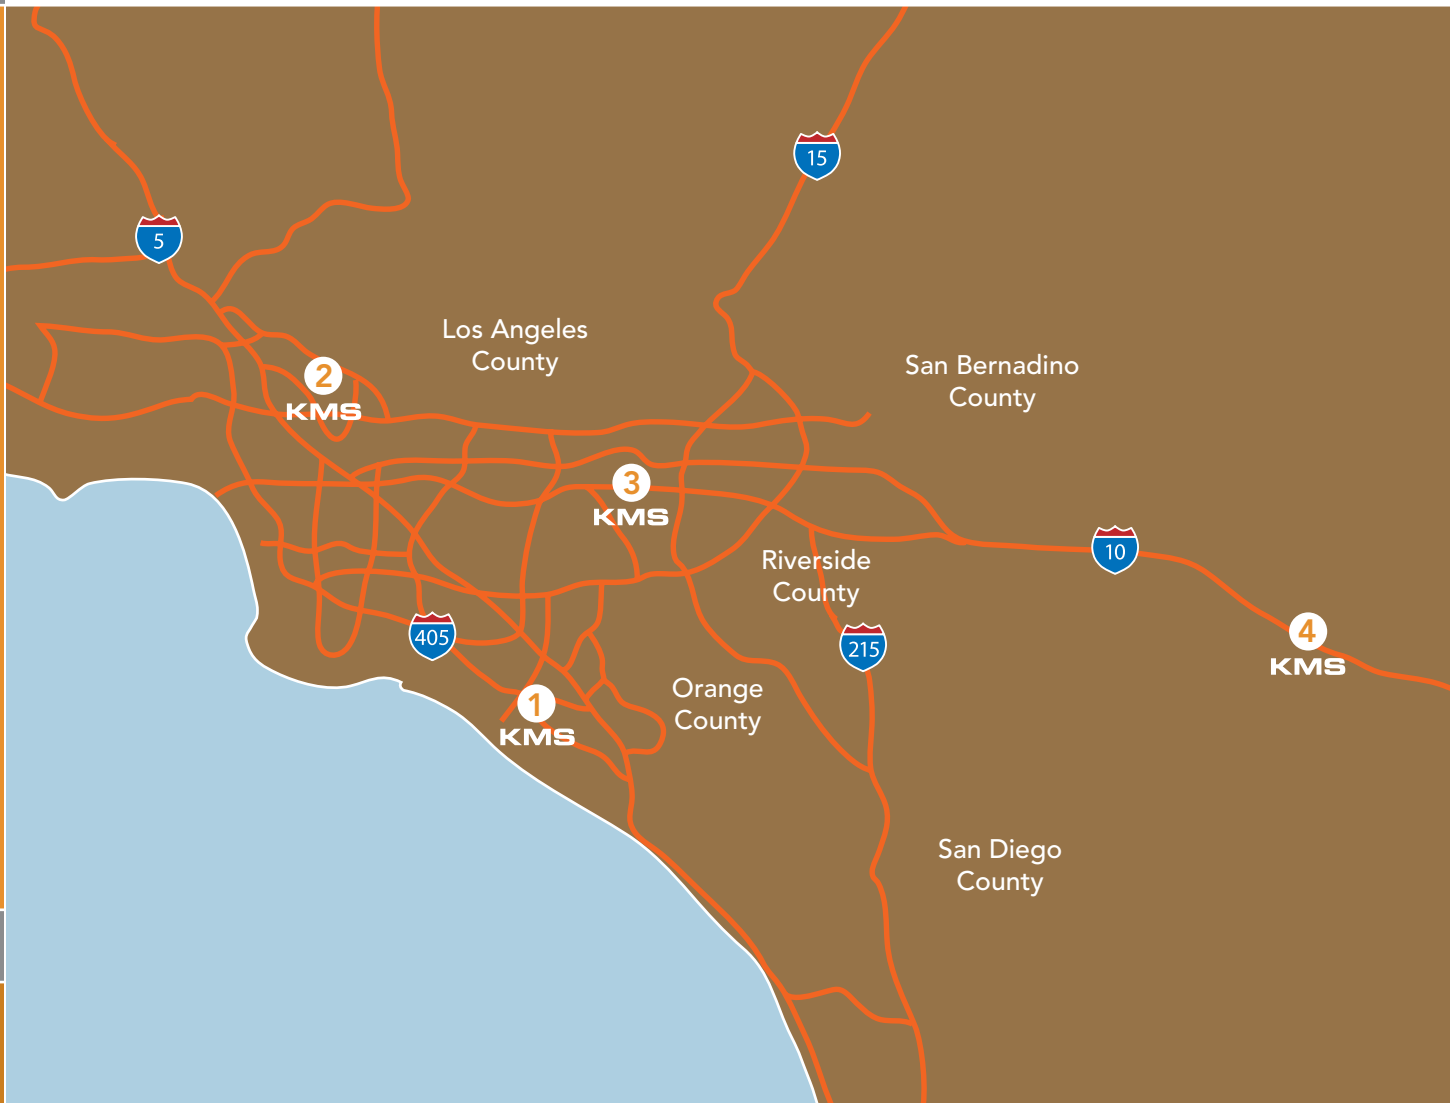 15
5
Los Angeles
County
San Bernadino
County
2
KMS
3
KMS
10
Riverside
County
405
215
4
KMS
1
KMS
Orange
County
San Diego
County